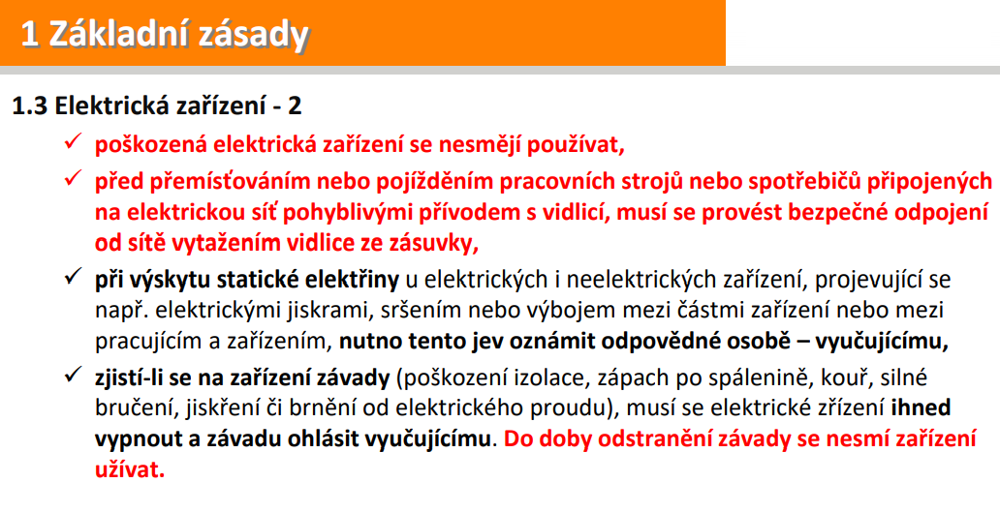 1 Základní zásady
1.3 Elektrická zařízení - 2
✓ poškozená elektrická zařízení se nesmějí používat,
✓ před přemísťováním nebo pojížděním pracovních strojů nebo spotřebičů připojených
na elektrickou síť pohyblivými přívodem s vidlicí, musí se provést bezpečné odpojení
od sítě vytažením vidlice ze zásuvky,
✓ při výskytu statické elektřiny u elektrických i neelektrických zařízení, projevující se
např. elektrickými jiskrami, sršením nebo výbojem mezi částmi zařízení nebo mezi
pracujícím a zařízením, nutno tento jev oznámit odpovědné osobě – vyučujícímu,
✓ zjistí-li se na zařízení závady (poškození izolace, zápach po spálenině, kouř, silné
bručení, jiskření či brnění od elektrického proudu), musí se elektrické zřízení ihned
vypnout a závadu ohlásit vyučujícímu. Do doby odstranění závady se nesmí zařízení
užívat.